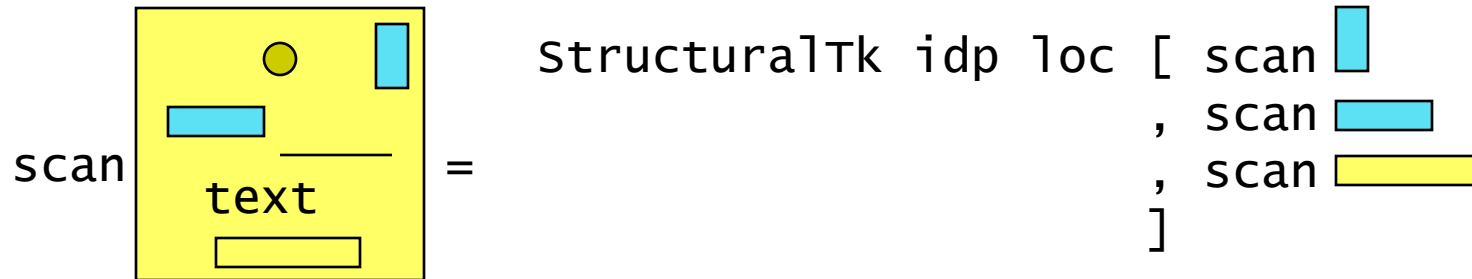 StructuralTk idp loc [ scan
, scan
scan = , scan
text
]